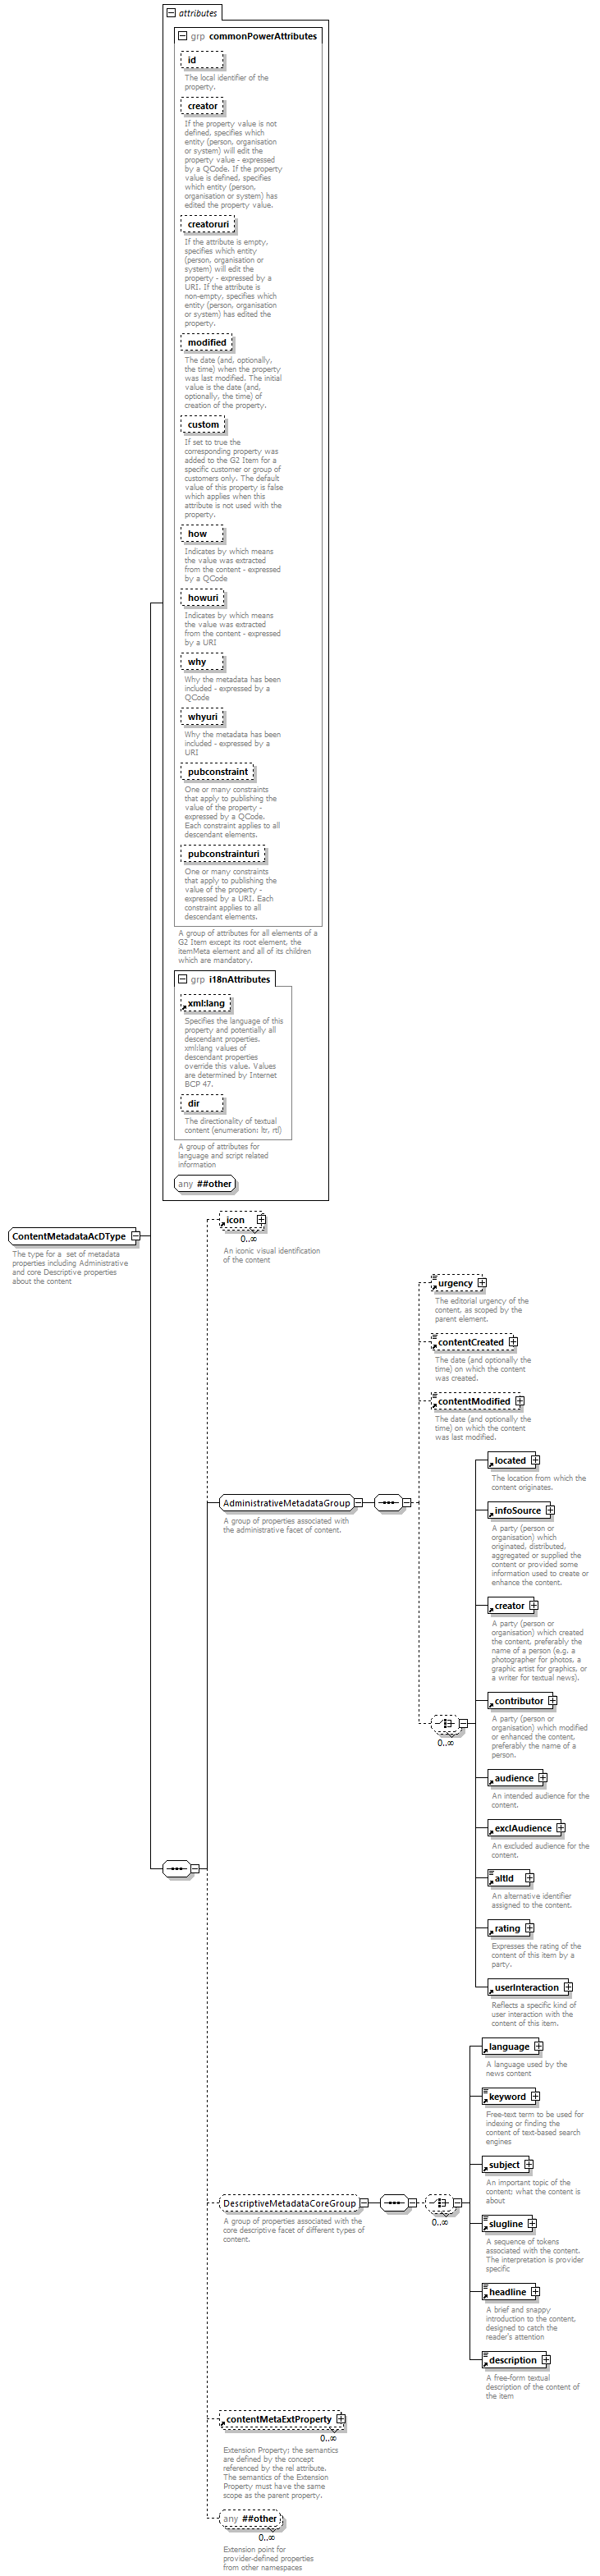 attributes
grp commonPowerAttributes
id
The local identifier of the
property.
creator
If the property value is not
defined, specifies which
entity (person, organisation
or system) will edit the
property value - expressed
by a QCode. If the property
value is defined, specifies
which entity (person,
organisation or system) has
edited the property value.
creatoruri
If the attribute is empty,
specifies which entity
(person, organisation or
system) will edit the
property - expressed by a
URI. If the attribute is
non-empty, specifies which
entity (person, organisation
or system) has edited the
property.
modified
The date (and, optionally,
the time) when the property
was last modified. The initial
value is the date (and,
optionally, the time) of
creation of the property.
custom
If set to true the
corresponding property was
added to the G2 Item for a
specific customer or group of
customers only. The default
value of this property is false
which applies when this
attribute is not used with the
property.
how
Indicates by which means
the value was extracted
from the content - expressed
by a QCode
howuri
Indicates by which means
the value was extracted
from the content - expressed
by a URI
why
Why the metadata has been
included - expressed by a
QCode
whyuri
Why the metadata has been
included - expressed by a
URI
pubconstraint
One or many constraints
that apply to publishing the
value of the property -
expressed by a QCode.
Each constraint applies to all
descendant elements.
pubconstrainturi
One or many constraints
that apply to publishing the
value of the property -
expressed by a URI. Each
constraint applies to all
descendant elements.
A group of attributes for all elements of a
G2 Item except its root element, the
itemMeta element and all of its children
which are mandatory.
grp i18nAttributes
xml:lang
Specifies the language of this
property and potentially all
descendant properties.
xml:lang values of
descendant properties
override this value. Values
are determined by Internet
BCP 47.
dir
The directionality of textual
content (enumeration: ltr, rtl)
A group of attributes for
language and script related
information
any ##other
ContentMetadataAcDType
The type for a  set of metadata
properties including Administrative
and core Descriptive properties
about the content
icon
0..∞
An iconic visual identification
of the content
AdministrativeMetadataGroup
A group of properties associated with
the administrative facet of content.
urgency
The editorial urgency of the
content, as scoped by the
parent element.
contentCreated
The date (and optionally the
time) on which the content
was created.
contentModified
The date (and optionally the
time) on which the content
was last modified.
0..∞
located
The location from which the
content originates.
infoSource
A party (person or
organisation) which
originated, distributed,
aggregated or supplied the
content or provided some
information used to create or
enhance the content.
creator
A party (person or
organisation) which created
the content, preferably the
name of a person (e.g. a
photographer for photos, a
graphic artist for graphics, or
a writer for textual news).
contributor
A party (person or
organisation) which modified
or enhanced the content,
preferably the name of a
person.
audience
An intended audience for the
content.
exclAudience
An excluded audience for the
content.
altId
An alternative identifier
assigned to the content.
rating
Expresses the rating of the
content of this item by a
party.
userInteraction
Reflects a specific kind of
user interaction with the
content of this item.
DescriptiveMetadataCoreGroup
A group of properties associated with the
core descriptive facet of different types of
content.
0..∞
language
A language used by the
news content
keyword
Free-text term to be used for
indexing or finding the
content of text-based search
engines
subject
An important topic of the
content; what the content is
about
slugline
A sequence of tokens
associated with the content.
The interpretation is provider
specific
headline
A brief and snappy
introduction to the content,
designed to catch the
reader's attention
description
A free-form textual
description of the content of
the item
contentMetaExtProperty
0..∞
Extension Property; the semantics
are defined by the concept
referenced by the rel attribute.
The semantics of the Extension
Property must have the same
scope as the parent property.
any ##other
0..∞
Extension point for
provider-defined properties
from other namespaces